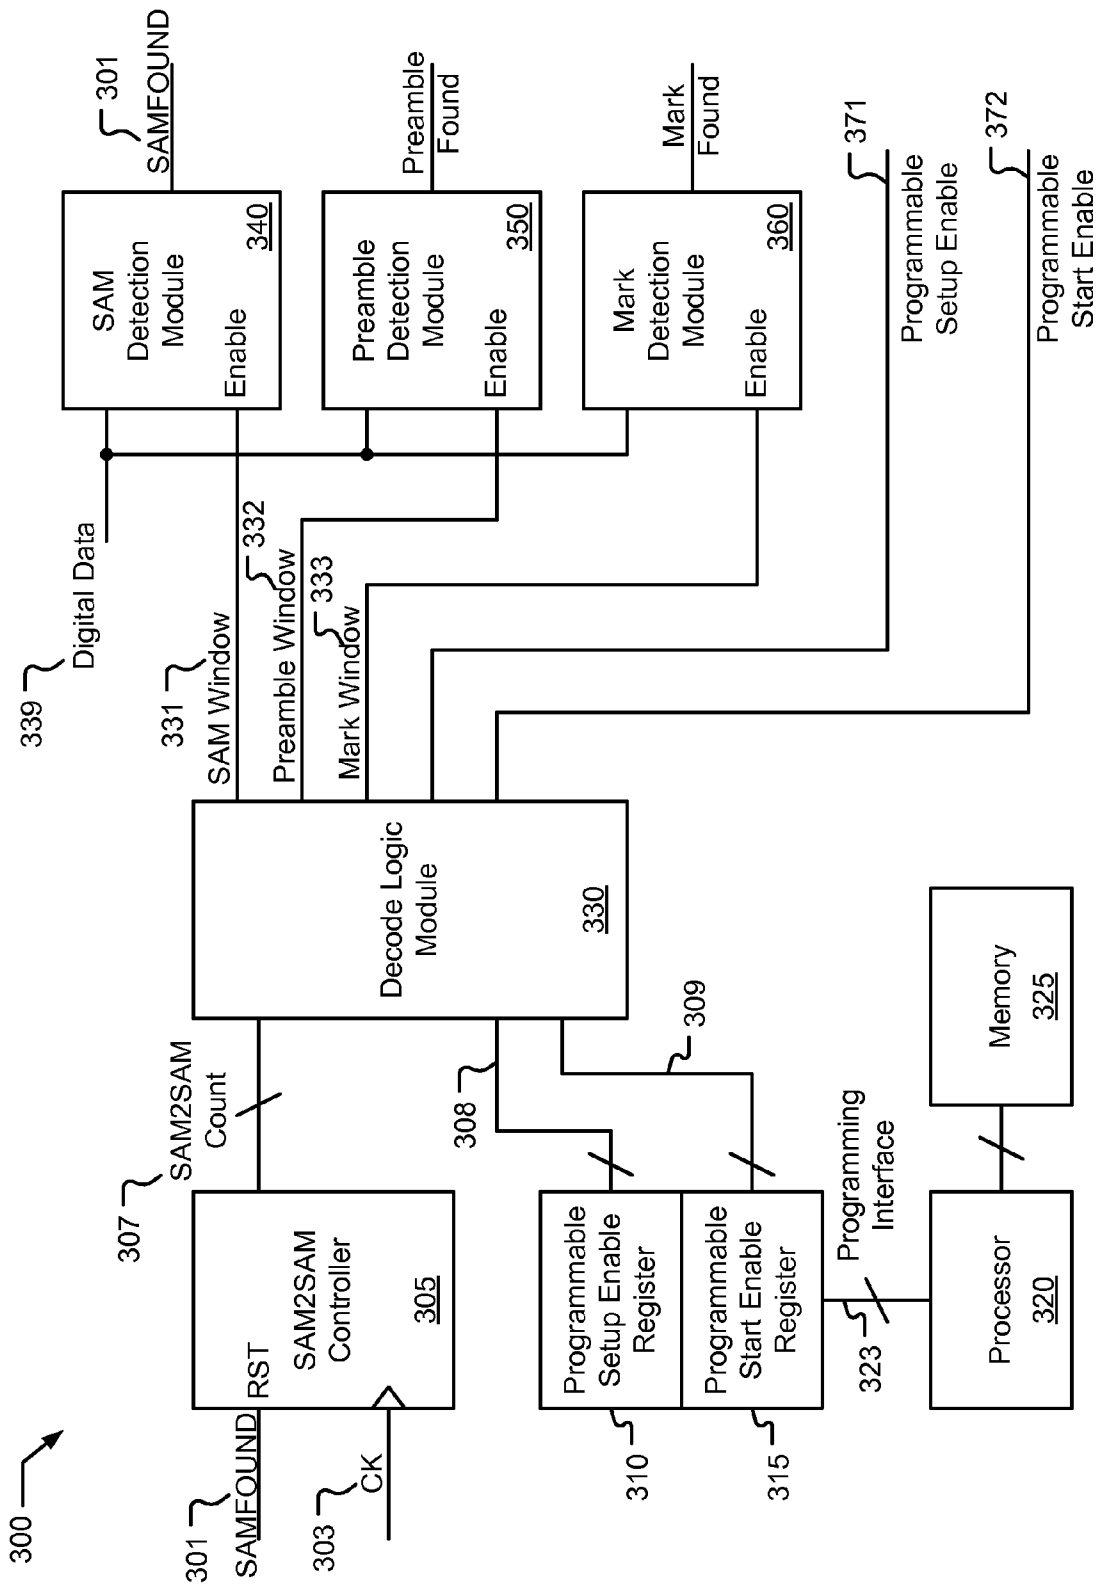 300
301
SAMFOUND
RST
303
CK
SAM2SAM
Controller
305
307
SAM2SAM
Count
310
Programmable
Setup Enable
Register
315
Programmable
Start Enable
Register
308
309
323
Programming
Interface
Processor
320
Memory
325
Decode Logic
Module
330
339
Digital Data
331
SAM Window
332
Preamble Window
333
Mark Window
SAM
Detection
Module
Enable
340
301
SAMFOUND
Preamble
Detection
Module
Enable
350
Preamble
Found
Mark
Detection
Module
Enable
360
Mark
Found
371
Programmable
Setup Enable
372
Programmable
Start Enable